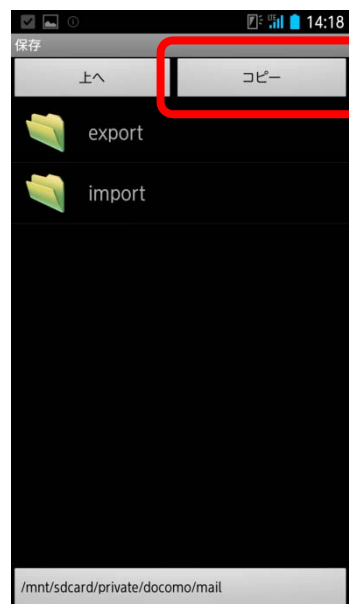 14:18
保存
上へ
コピー
export
import
/mnt/sdcard/private/docomo/mail